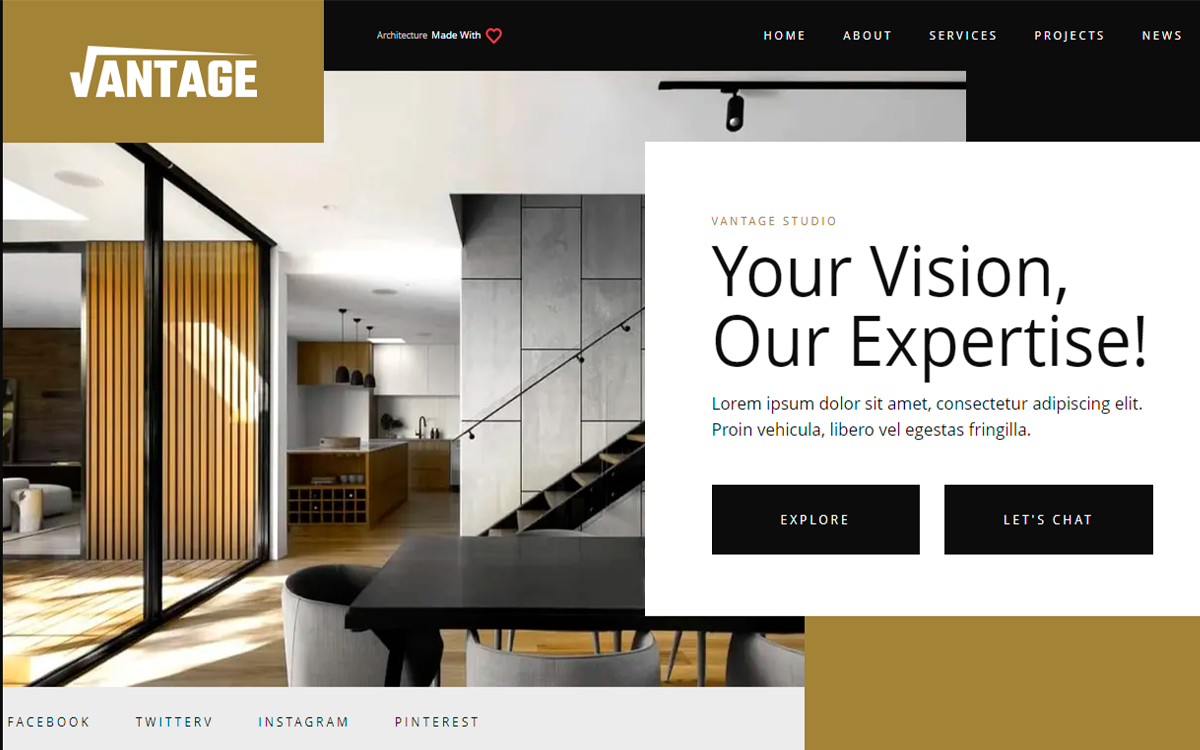 VANTAGE
Architecture Made With
HOME ABOUT SERVICES PROJECTS NEWS
VANTAGE STUDIO
Your Vision,
Our Expertise!
Lorem ipsum dolor sit amet, consectetur adipiscing elit.
Proin vehicula, libero vel egestas fringilla.
EXPLORE LET'S CHAT
FACEBOOK TWITTERV INSTAGRAM PINTEREST